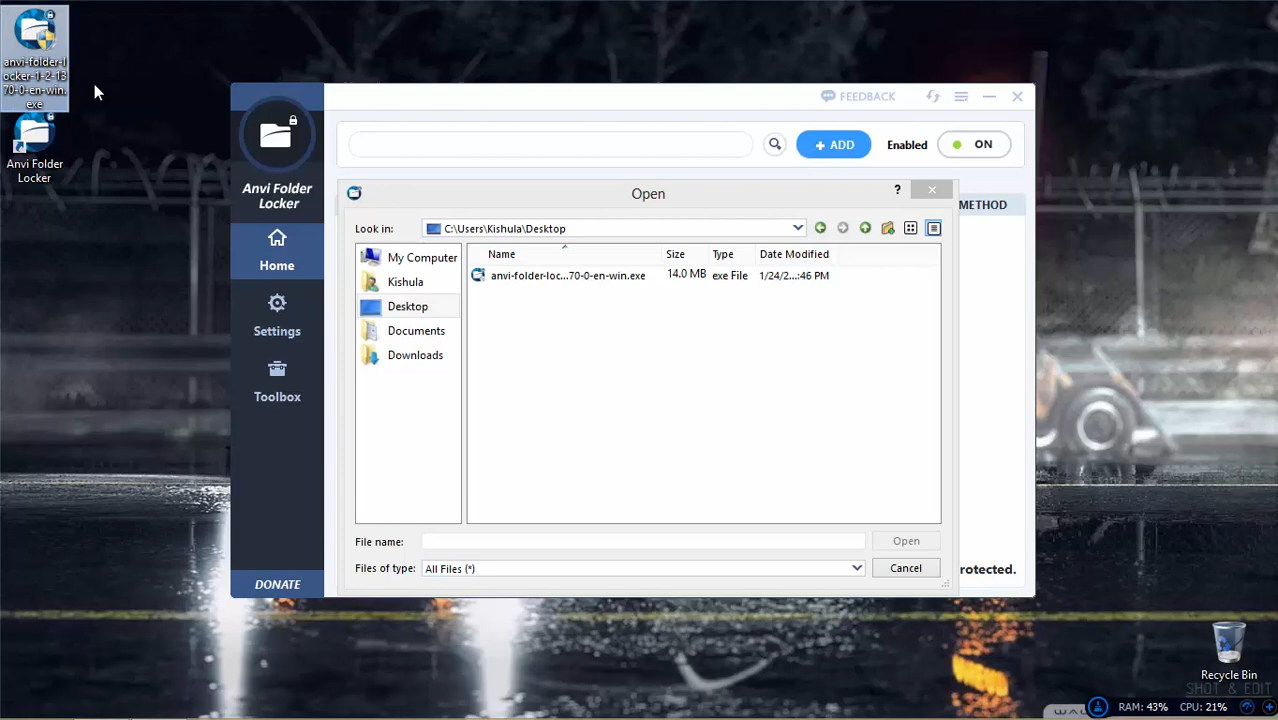 anvi-folder-l
ocker-1-2-13
70-0-en-win.
exe
Anvi Folder
Locker
FEEDBACK
+ ADD
Enabled
ON
Anvi Folder
Locker
Home
Settings
Toolbox
DONATE
METHOD
Open
?
Look in:
C:\Users\Kishula\Desktop
My Computer
Kishula
Desktop
Documents
Downloads
Name
Size
Type
Date Modified
anvi-folder-loc...70-0-en-win.exe
14.0 MB
exe File
1/24/2...:46 PM
File name:
Open
Files of type:
All Files (*)
Cancel
rotected.
Recycle Bin
SHOT & EDIT
RAM: 43%
CPU: 21%